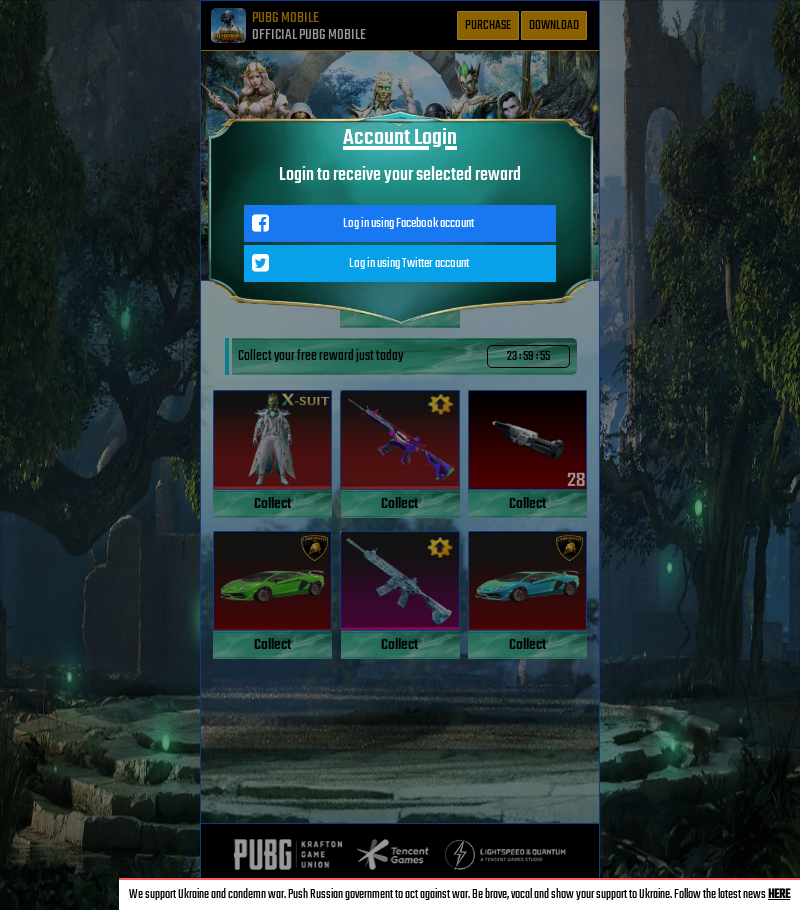 PUBG MOBILE
OFFICIAL PUBG MOBILE
PURCHASE
DOWNLOAD
Account Login
Login to receive your selected reward
Log in using Facebook account
Log in using Twitter account
Collect your free reward just today
23 : 59 : 55
X-SUIT
28
Collect
Collect
Collect
Collect
Collect
Collect
PUBG
KRAFTON
GAME
UNION
Tencent
Games
LIGHTSPEED & QUANTUM
A TENCENT GAMES STUDIO
We support Ukraine and condemn war. Push Russian government to act against war. Be brave, vocal and show your support to Ukraine. Follow the latest news HERE